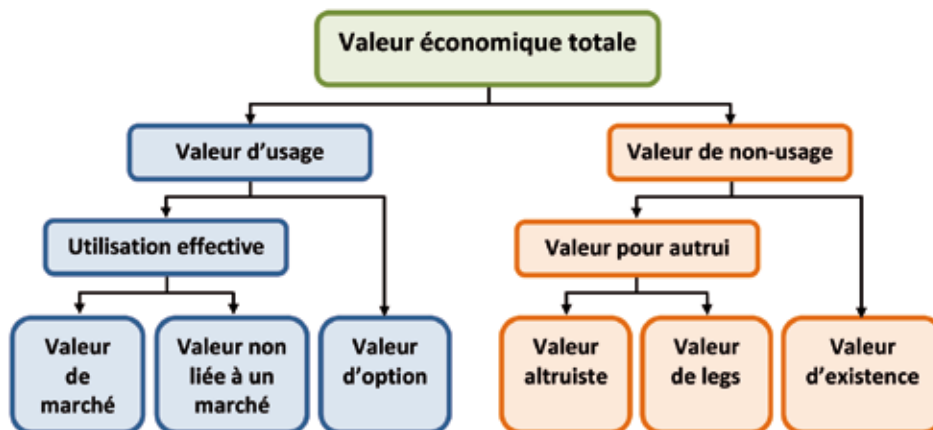 Valeur économique totale
Valeur d'usage
Valeur de non-usage
Utilisation effective
Valeur pour autrui
Valeur
de
marché
Valeur non
liée à un
marché
Valeur
d'option
Valeur
altruiste
Valeur
de legs
Valeur
d'existence